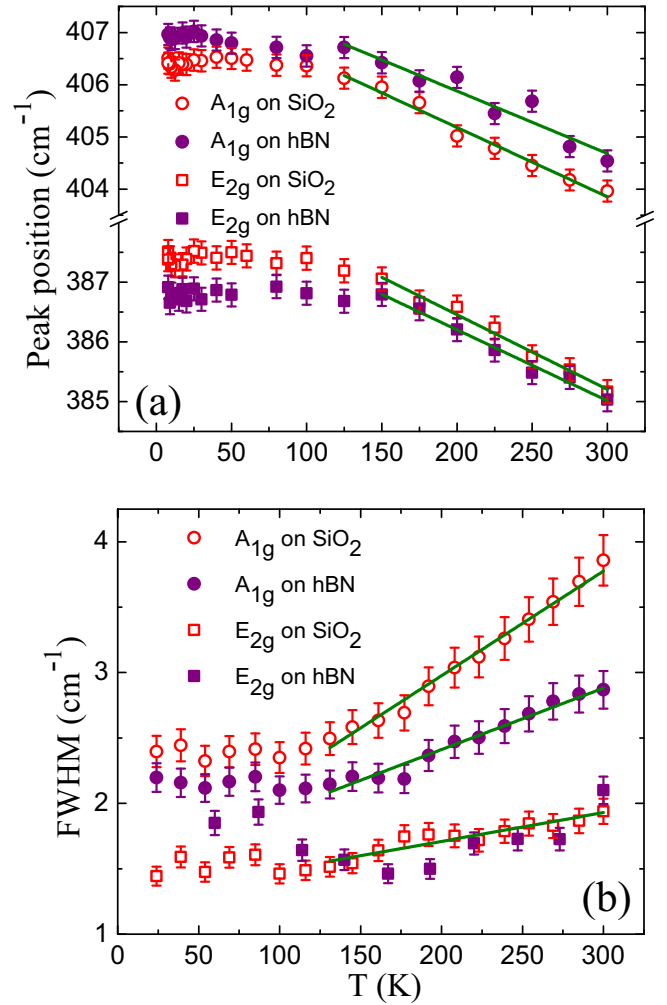 407
406
405
404
387
386
385
Peak position (cm⁻¹)
A₁g on SiO₂
A₁g on hBN
E₂g on SiO₂
E₂g on hBN
(a)
0 50 100 150 200 250 300
4
3
2
1
FWHM (cm⁻¹)
A₁g on SiO₂
A₁g on hBN
E₂g on SiO₂
E₂g on hBN
(b)
0 50 100 150 200 250 300
T (K)